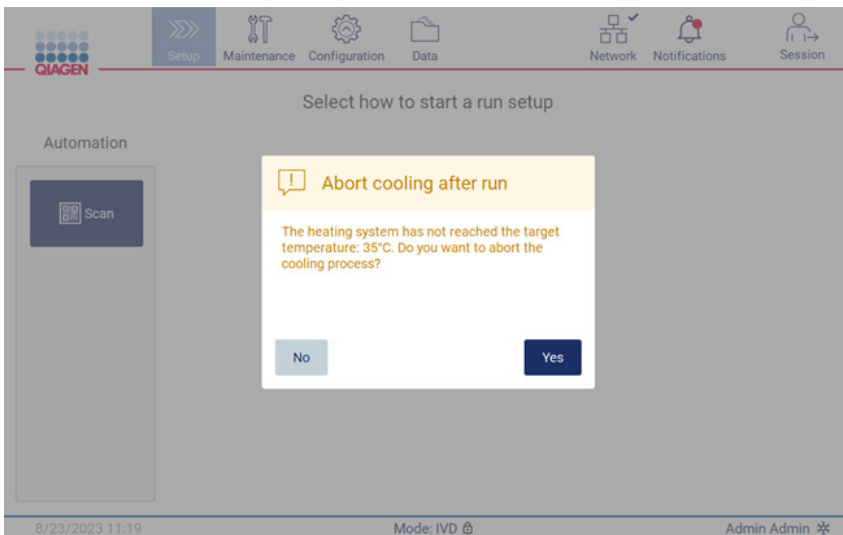 QIAGEN
Setup Maintenance Configuration Data Network Notifications Session
Select how to start a run setup
Automation
Scan
Abort cooling after run
The heating system has not reached the target
temperature: 35°C. Do you want to abort the
cooling process?
No Yes
8/23/2023 11:19 Mode: IVD Admin Admin